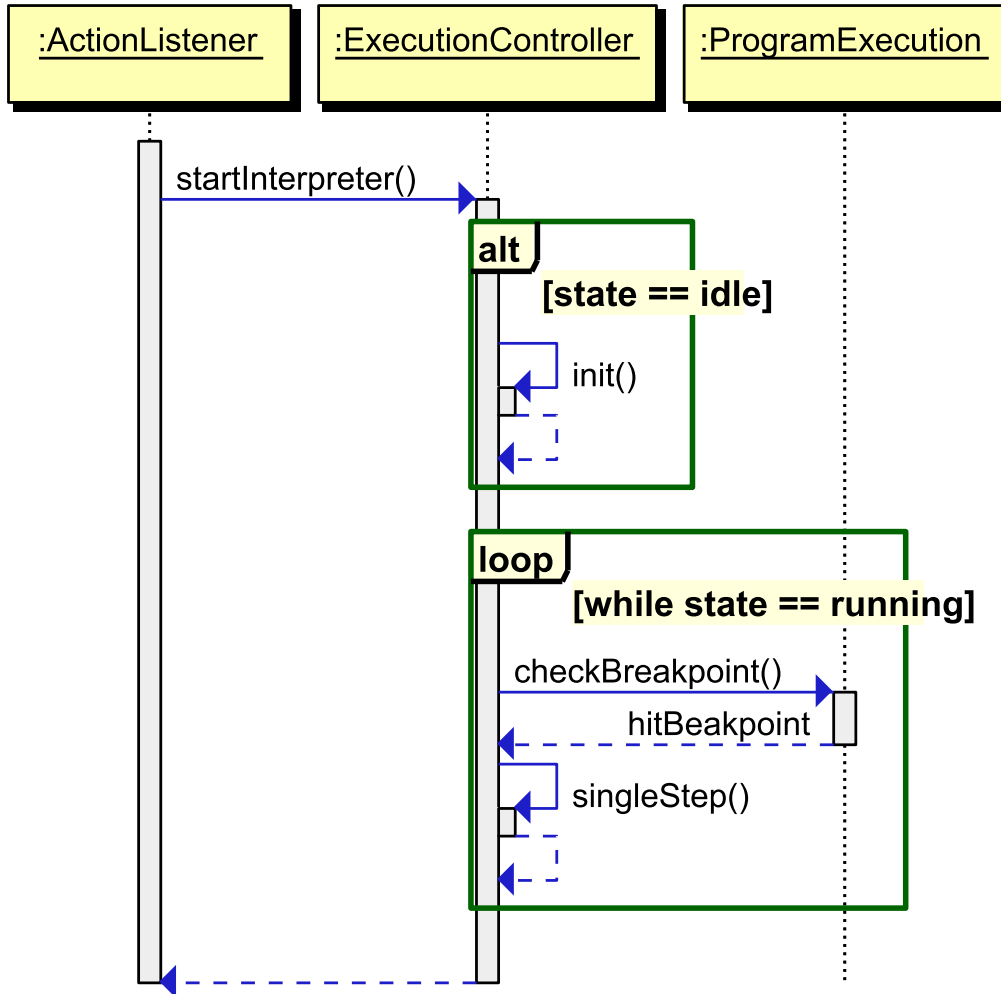 :ActionListener
:ExecutionController
:ProgramExecution
startInterpreter()
alt
[state == idle]
init()
loop
[while state == running]
checkBreakpoint()
hitBeakpoint
singleStep()